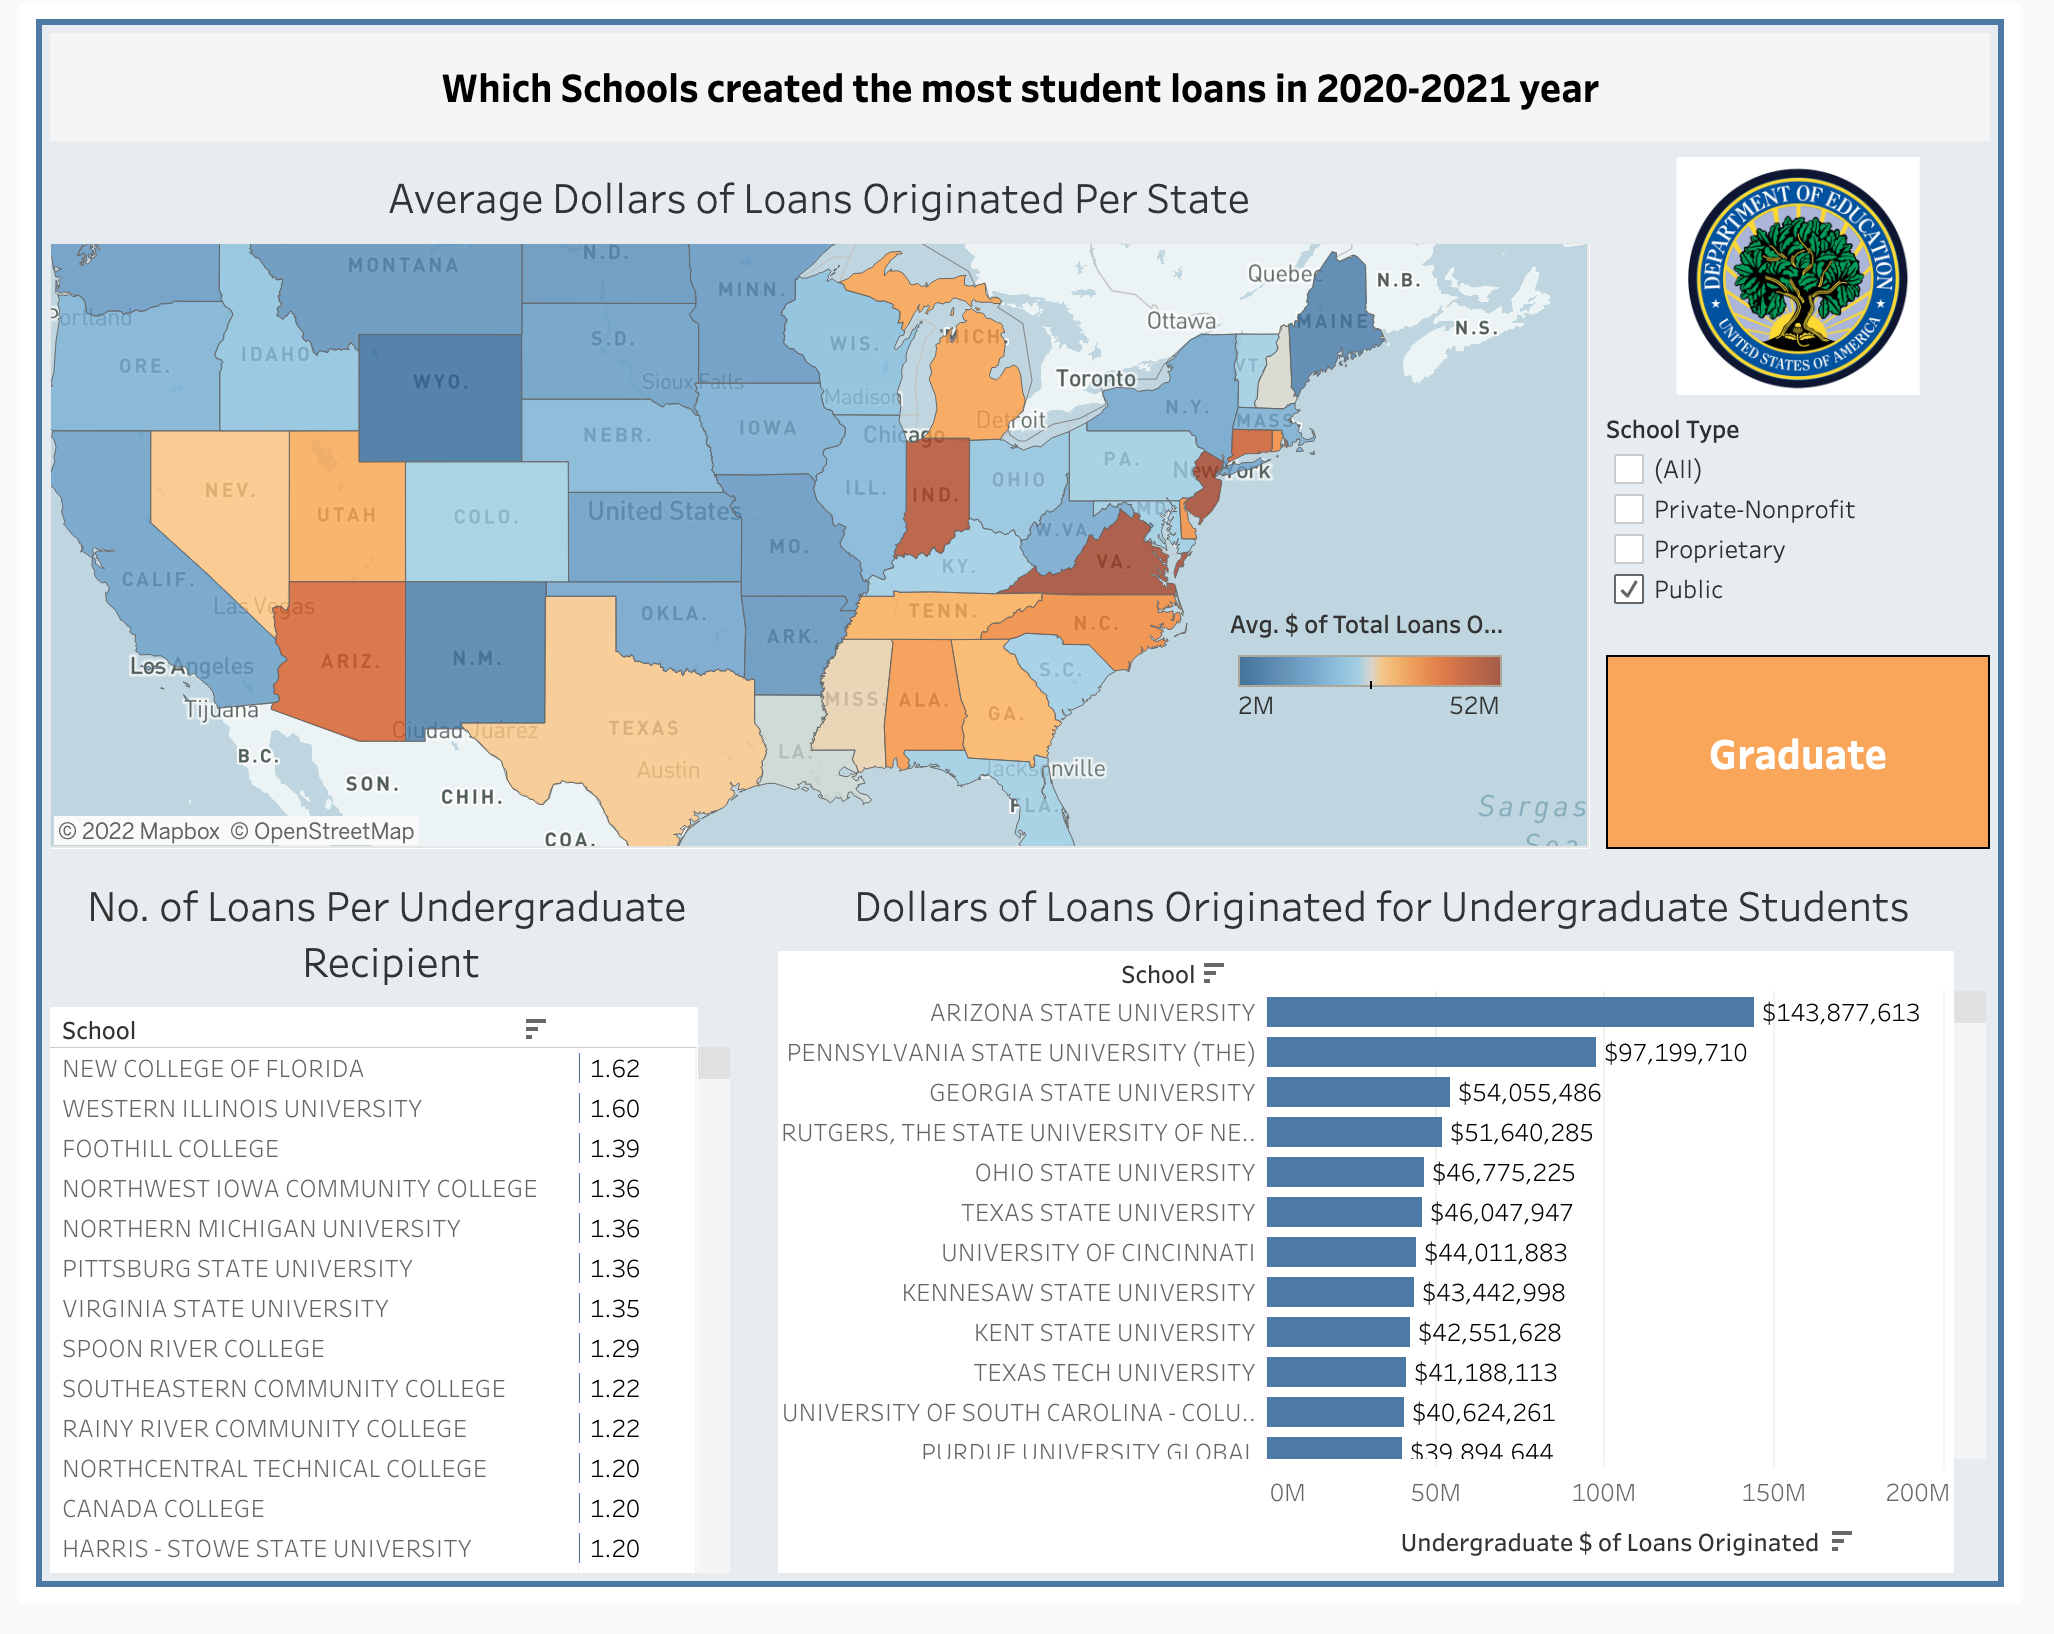 Which Schools created the most student loans in 2020-2021 year
Average Dollars of Loans Originated Per State
MONTANA
N.D.
MINN.
Quebec
N.B.
Portland
ORE.
IDAHO
WYO.
S.D.
Sioux Falls
WIS.
Madison
MICH.
Ottawa
MAINE
N.S.
Toronto
VT.
NEBR.
IOWA
Chicago
Detroit
N.Y.
MASS.
NEV.
UTAH
COLO.
United States
ILL.
IND.
OHIO
PA.
New York
CALIF.
Las Vegas
MO.
KY.
W.VA.
MD.
VA.
Los Angeles
ARIZ.
N.M.
OKLA.
ARK.
TENN.
N.C.
Tijuana
Ciudad Juárez
TEXAS
Austin
LA.
MISS.
ALA.
GA.
S.C.
B.C.
SON.
CHIH.
COA.
Jacksonville
FLA.
Sargas
Sea
© 2022 Mapbox © OpenStreetMap
Avg. $ of Total Loans O...
2M 52M
DEPARTMENT OF EDUCATION
UNITED STATES OF AMERICA
School Type
(All)
Private-Nonprofit
Proprietary
Public
Graduate
No. of Loans Per Undergraduate
Recipient
School
NEW COLLEGE OF FLORIDA 1.62
WESTERN ILLINOIS UNIVERSITY 1.60
FOOTHILL COLLEGE 1.39
NORTHWEST IOWA COMMUNITY COLLEGE 1.36
NORTHERN MICHIGAN UNIVERSITY 1.36
PITTSBURG STATE UNIVERSITY 1.36
VIRGINIA STATE UNIVERSITY 1.35
SPOON RIVER COLLEGE 1.29
SOUTHEASTERN COMMUNITY COLLEGE 1.22
RAINY RIVER COMMUNITY COLLEGE 1.22
NORTHCENTRAL TECHNICAL COLLEGE 1.20
CANADA COLLEGE 1.20
HARRIS - STOWE STATE UNIVERSITY 1.20
Dollars of Loans Originated for Undergraduate Students
School
ARIZONA STATE UNIVERSITY $143,877,613
PENNSYLVANIA STATE UNIVERSITY (THE) $97,199,710
GEORGIA STATE UNIVERSITY $54,055,486
RUTGERS, THE STATE UNIVERSITY OF NE.. $51,640,285
OHIO STATE UNIVERSITY $46,775,225
TEXAS STATE UNIVERSITY $46,047,947
UNIVERSITY OF CINCINNATI $44,011,883
KENNESAW STATE UNIVERSITY $43,442,998
KENT STATE UNIVERSITY $42,551,628
TEXAS TECH UNIVERSITY $41,188,113
UNIVERSITY OF SOUTH CAROLINA - COLU.. $40,624,261
PURDUE UNIVERSITY GLOBAL $39,894,644
0M 50M 100M 150M 200M
Undergraduate $ of Loans Originated